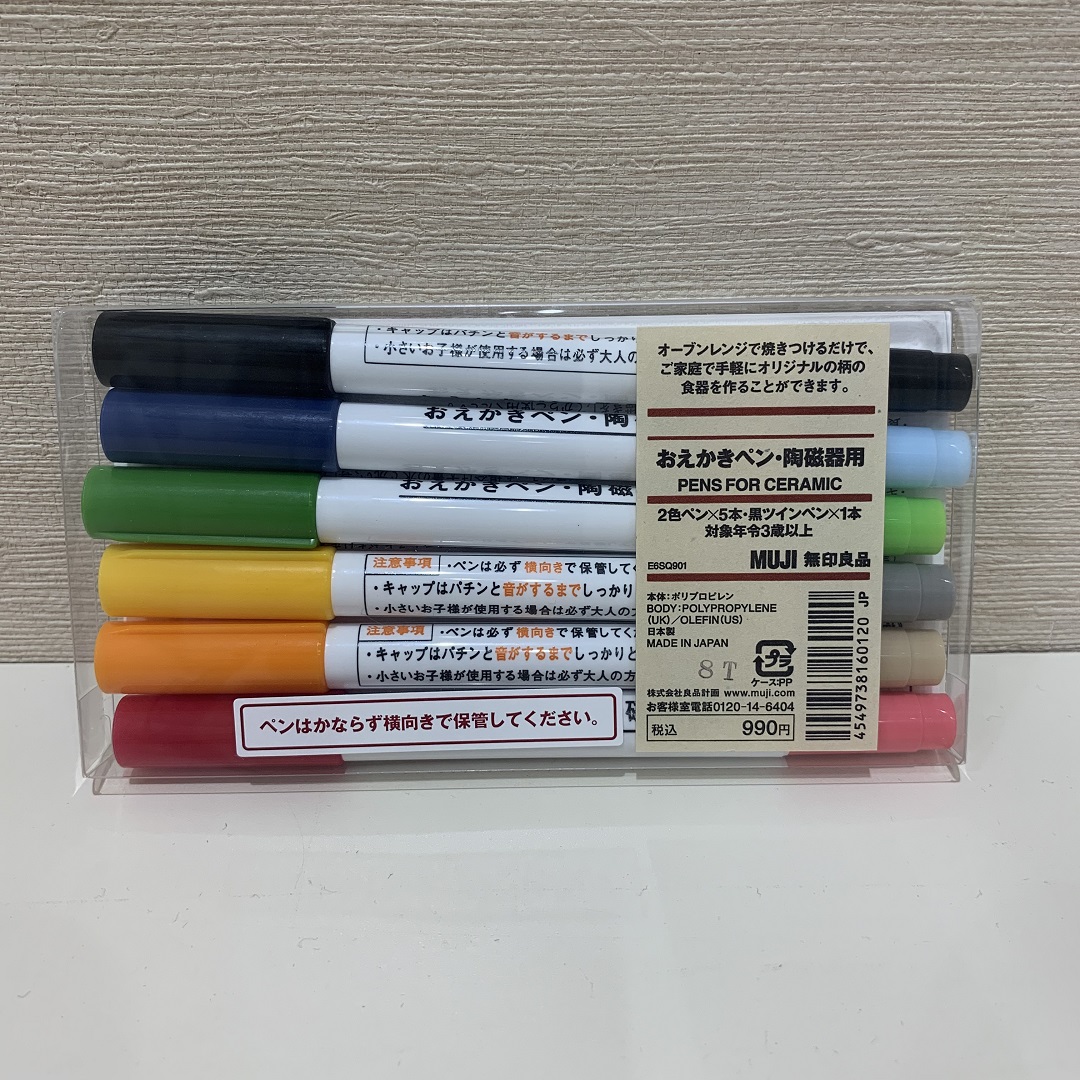 ・キャップはパチンと音がするまでしっか
・小さいお子様が使用する場合は必ず大人の
おえかきペン・陶
おえかきペン・陶磁
注意事項 ・ペンは必ず横向きで保管して
・キャップはパチンと音がするまでしっかり
・小さいお子様が使用する場合は必ず大人の
注意事項 ・ペンは必ず横向きで保管して
・キャップはパチンと音がするまでしっかりと
・小さいお子様が使用する場合は必ず大人の方
ペンはかならず横向きで保管してください。
オーブンレンジで焼きつけるだけで、
ご家庭で手軽にオリジナルの柄の
食器を作ることができます。
おえかきペン・陶磁器用
PENS FOR CERAMIC
2色ペン×5本・黒ツインペン×1本
対象年令3歳以上
E6SQ901 MUJI 無印良品
本体:ポリプロピレン
BODY:POLYPROPYLENE
(UK)/OLEFIN(US)
日本製
MADE IN JAPAN
8T
プラ
ケース:PP
株式会社良品計画 www.muji.com
お客様室電話0120-14-6404
税込 990円
4549738160120 JP